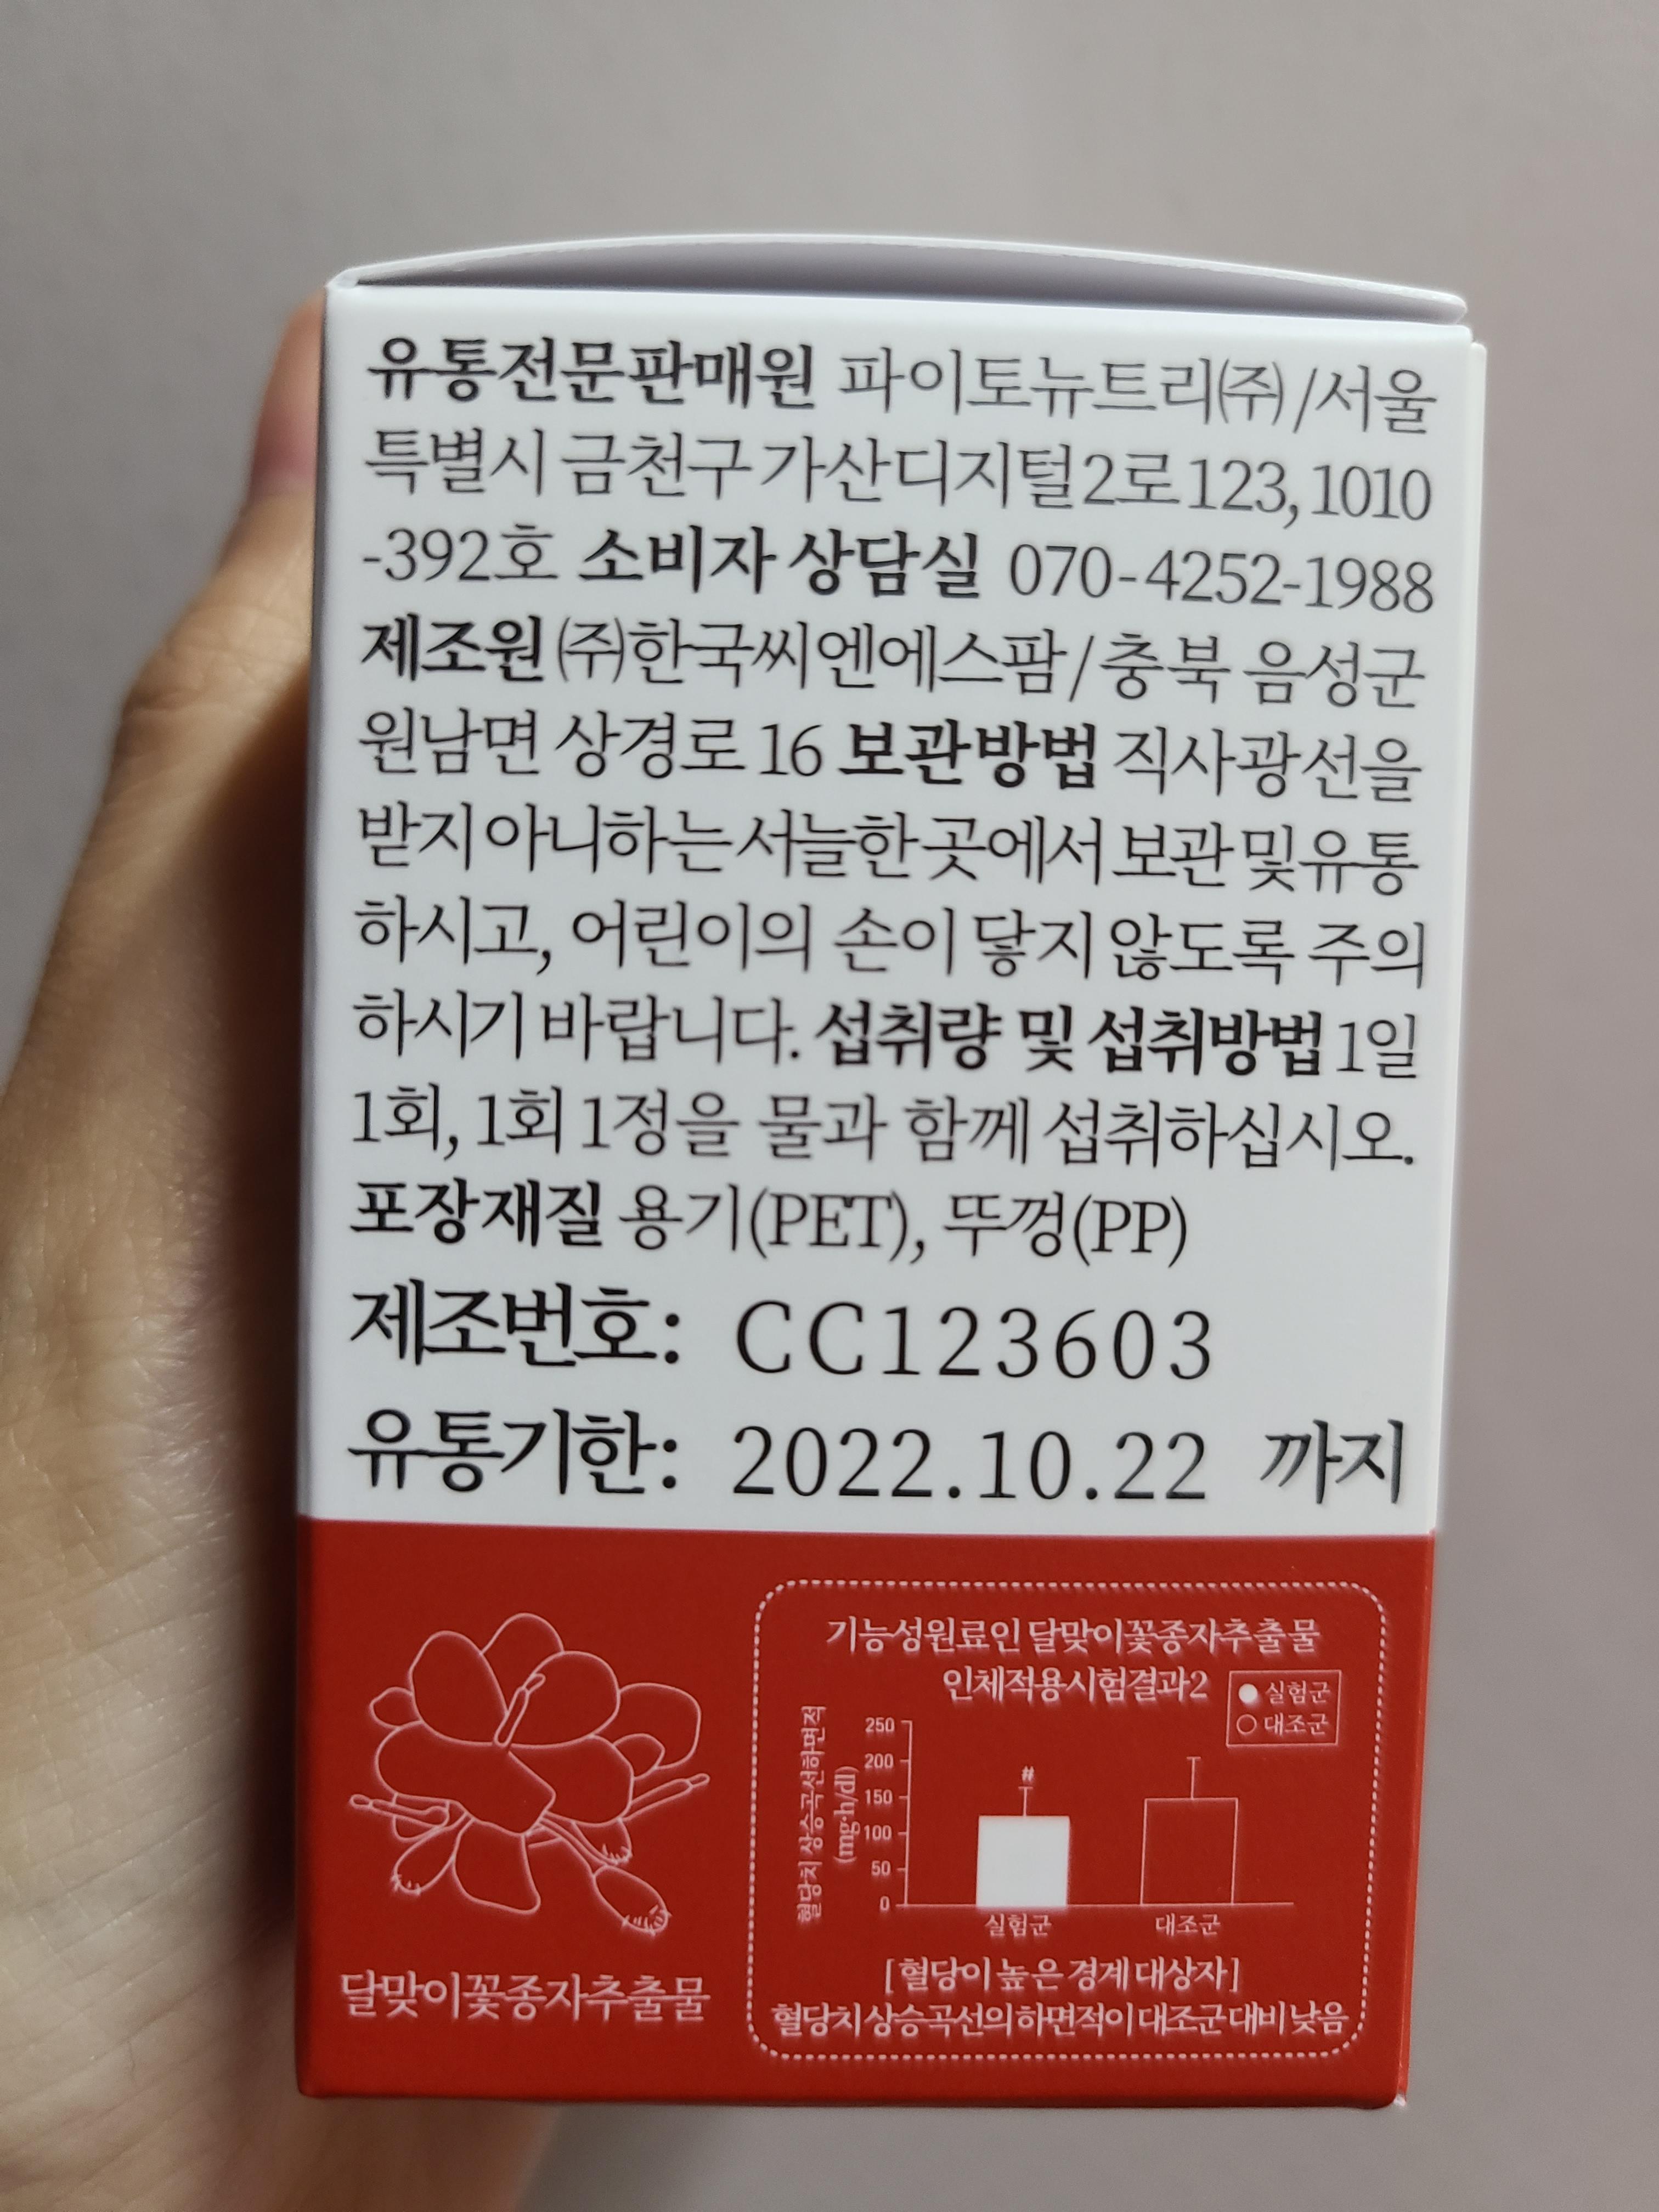 유통전문판매원 파이토뉴트리㈜/서울
특별시 금천구 가산디지털2로 123, 1010
-392호 소비자 상담실 070-4252-1988
제조원 ㈜한국씨엔에스팜/충북 음성군
원남면 상경로 16 보관방법 직사광선을
받지 아니하는 서늘한 곳에서 보관 및 유통
하시고, 어린이의 손이 닿지 않도록 주의
하시기 바랍니다. 섭취량 및 섭취방법 1일
1회, 1회 1정을 물과 함께 섭취하십시오.
포장재질 용기(PET), 뚜껑(PP)
제조번호: CC123603
유통기한: 2022.10.22 까지
달맞이꽃종자추출물
기능성원료인 달맞이꽃종자추출물
인체적용시험결과2
실험군
대조군
혈당치 상승곡선하면적
(mg·h/dl)
250
200
150
100
50
0
#
실험군 대조군
[혈당이 높은 경계 대상자]
혈당치 상승곡선의 하면적이 대조군 대비 낮음